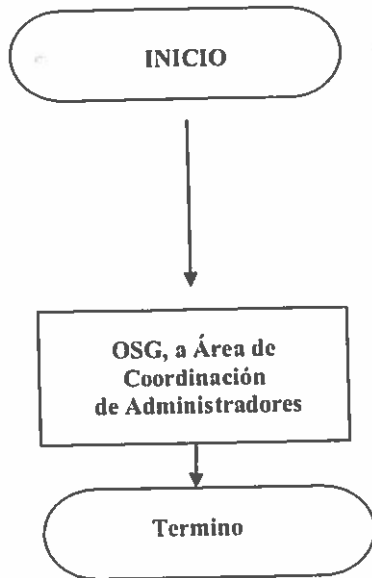 INICIO
OSG, a Área de
Coordinación
de Administradores
Termino